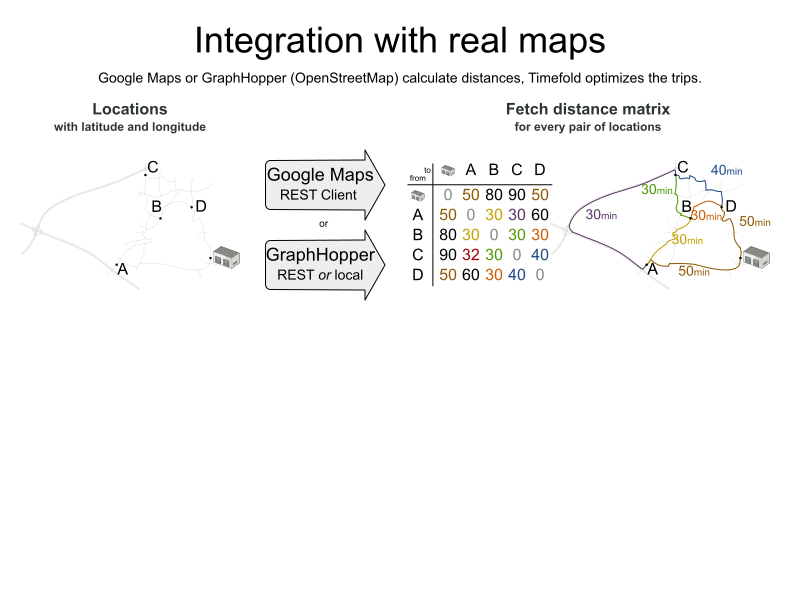 Integration with real maps
Google Maps or GraphHopper (OpenStreetMap) calculate distances, Timefold optimizes the trips.
Locations
with latitude and longitude
C
B
D
A
Google Maps
REST Client
or
GraphHopper
REST or local
Fetch distance matrix
for every pair of locations
to
from
A B C D
0 50 80 90 50
A 50 0 30 30 60
B 80 30 0 30 30
C 90 32 30 0 40
D 50 60 30 40 0
C
40min
30min
B
D
30min
30min
50min
30min
A
50min